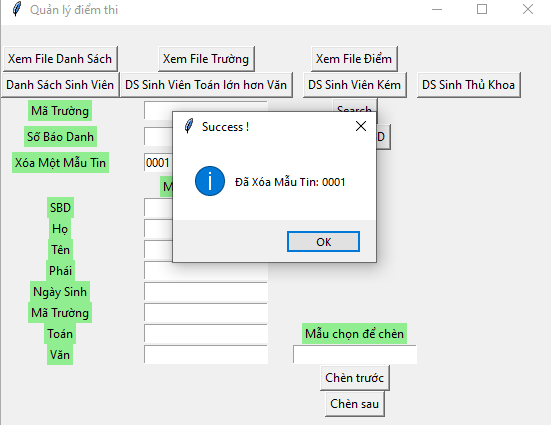 Quản lý điểm thi
Xem File Danh Sách Xem File Trường Xem File Điểm
Danh Sách Sinh Viên DS Sinh Viên Toán lớn hơn Văn DS Sinh Viên Kém DS Sinh Thủ Khoa
Mã Trường Search
Success !
Số Báo Danh D
Xóa Một Mẫu Tin 0001
Đã Xóa Mẫu Tin: 0001
M
SBD
Họ
OK
Tên
Phái
Ngày Sinh
Mã Trường
Toán Mẫu chọn để chèn
Văn
Chèn trước
Chèn sau